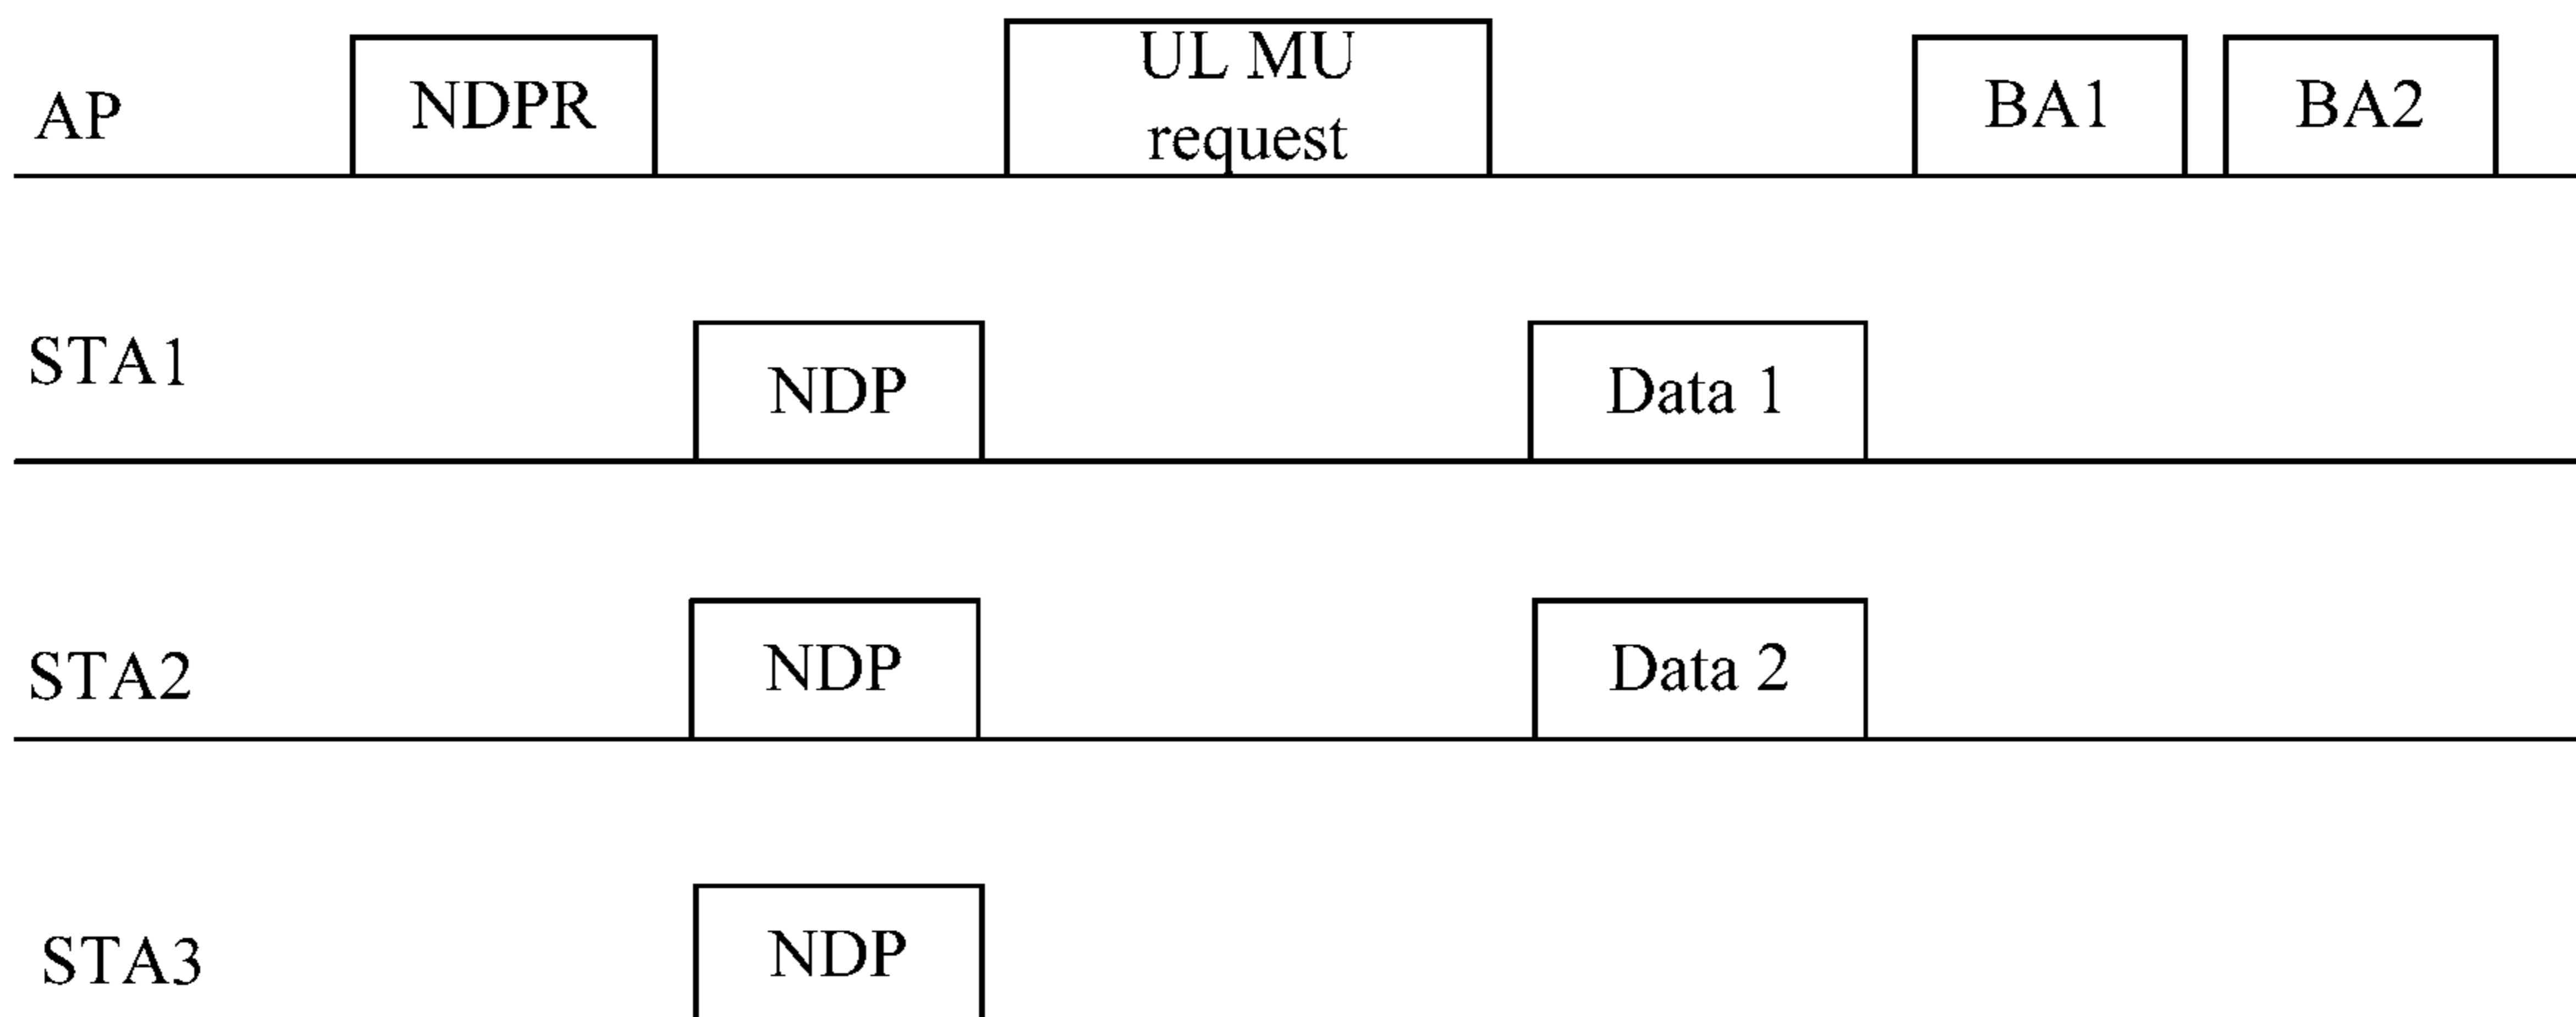 AP
NDPR
UL MU
request
BA1
BA2
STA1
NDP
Data 1
STA2
NDP
Data 2
STA3
NDP